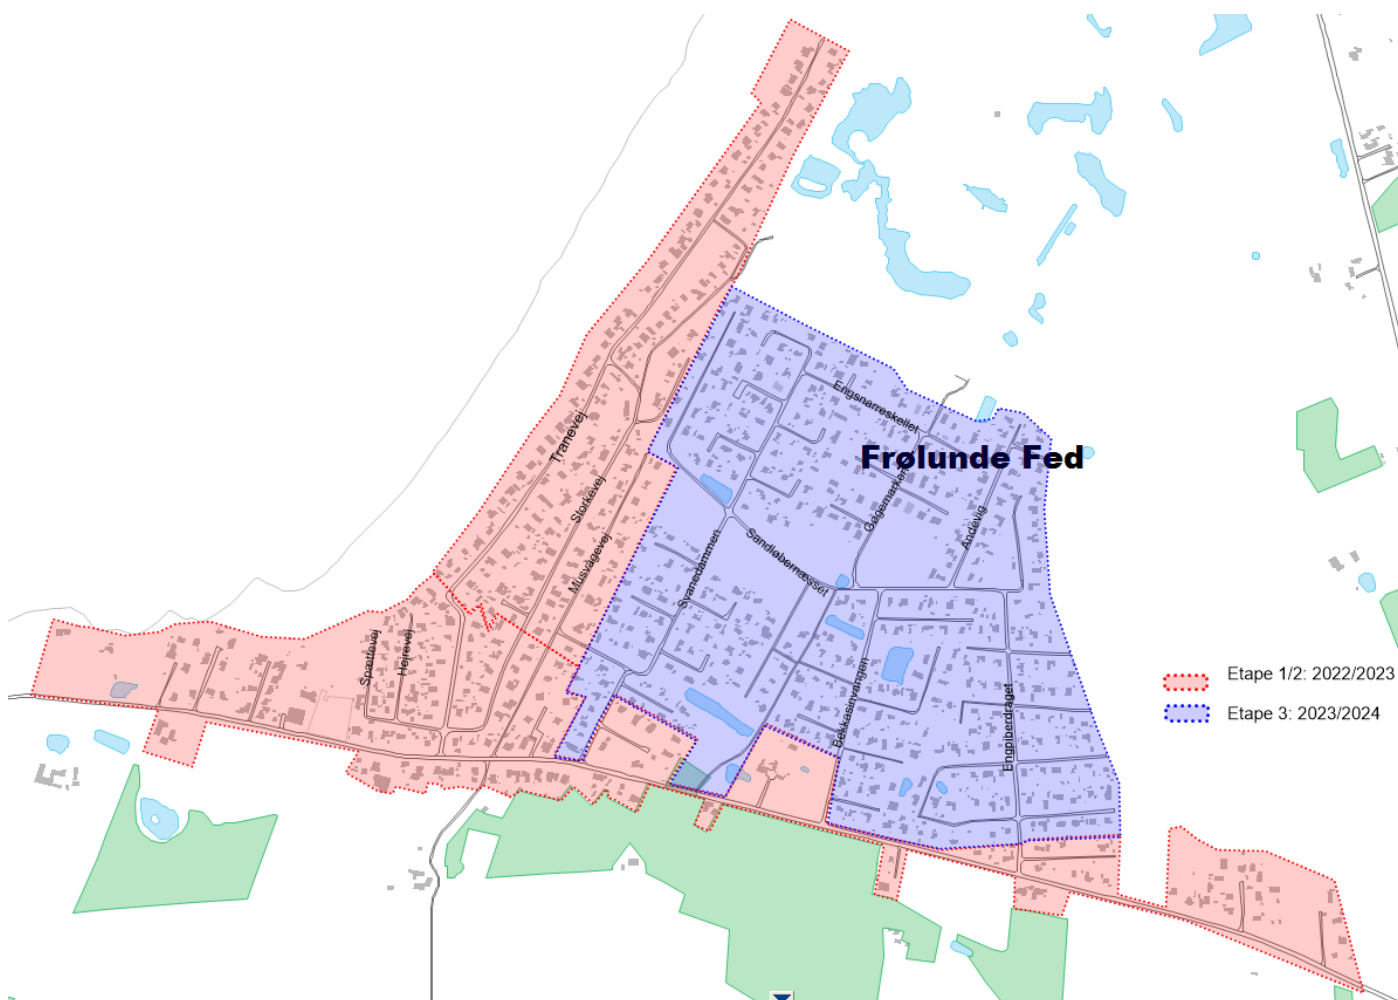 Engsnarreskellet
Frølunde Fed
Tranevej
Storkevej
Gøgemarken
Andevig
Musvågevej
Svanedammen
Sandløbernæsset
Spættevej
Hejrevej
Bekkasinvangen
Engpiberdraget
Etape 1/2: 2022/2023
Etape 3: 2023/2024